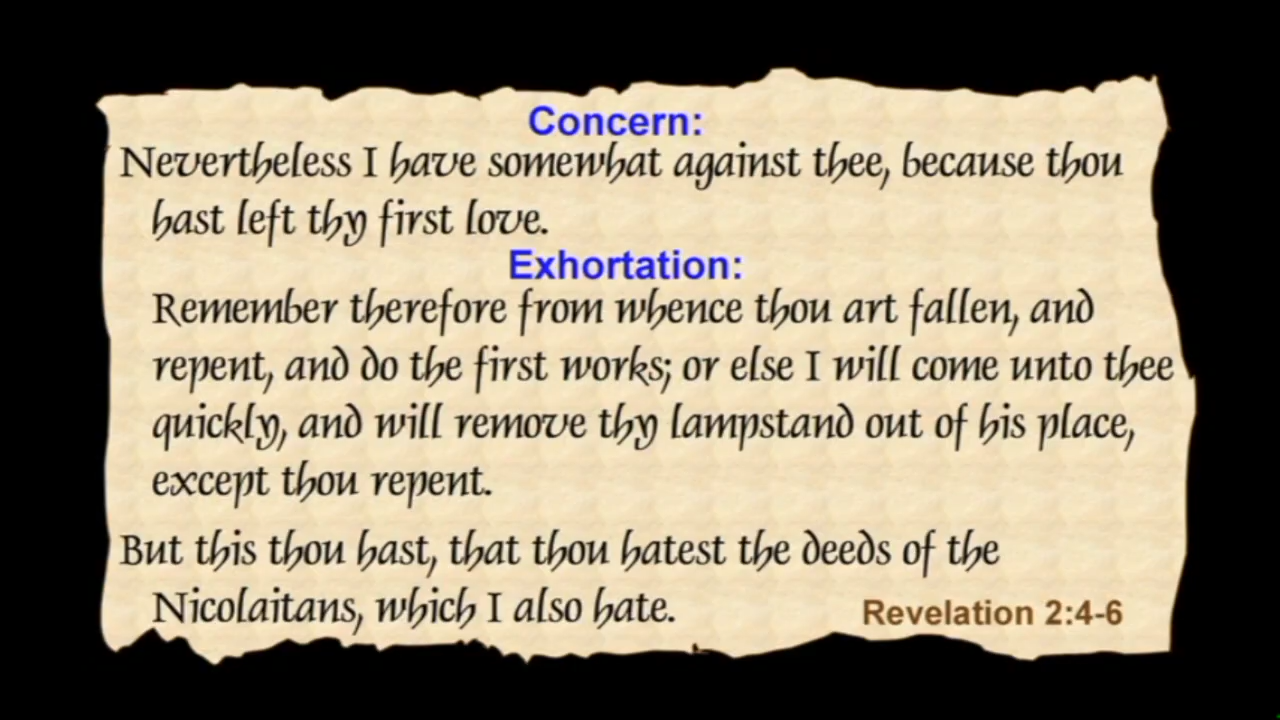 Concern:
Nevertheless I have somewhat against thee, because thou
hast left thy first love.
Exhortation:
Remember therefore from whence thou art fallen, and
repent, and do the first works; or else I will come unto thee
quickly, and will remove thy lampstand out of his place,
except thou repent.
But this thou hast, that thou hatest the deeds of the
Nicolaitans, which I also hate.
Revelation 2:4-6